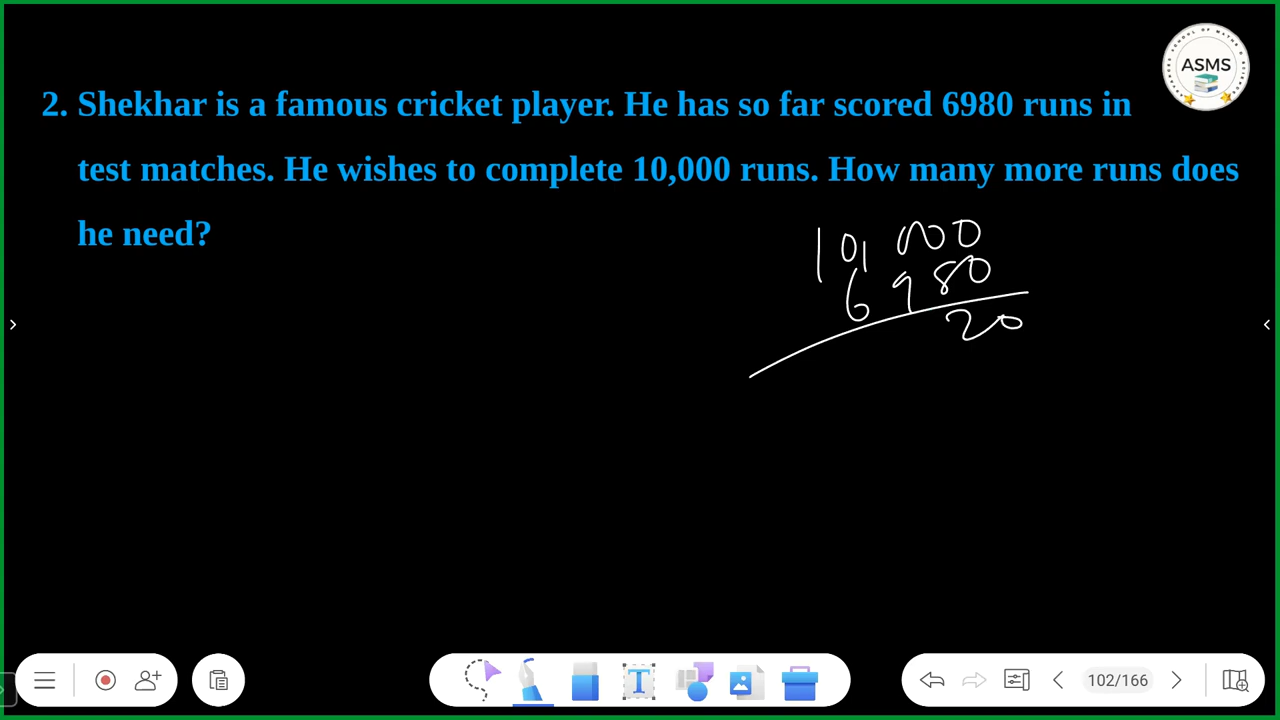 ASMS
2. Shekhar is a famous cricket player. He has so far scored 6980 runs in
test matches. He wishes to complete 10,000 runs. How many more runs does
he need?
10,000
6980
20
102/166